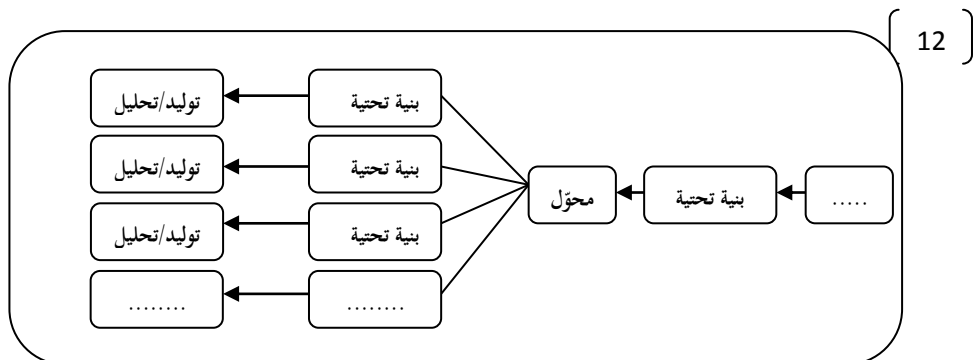 12
بنية تحتية توليد/تحليل
بنية تحتية توليد/تحليل
..... بنية تحتية محوّل
بنية تحتية توليد/تحليل
........ ........